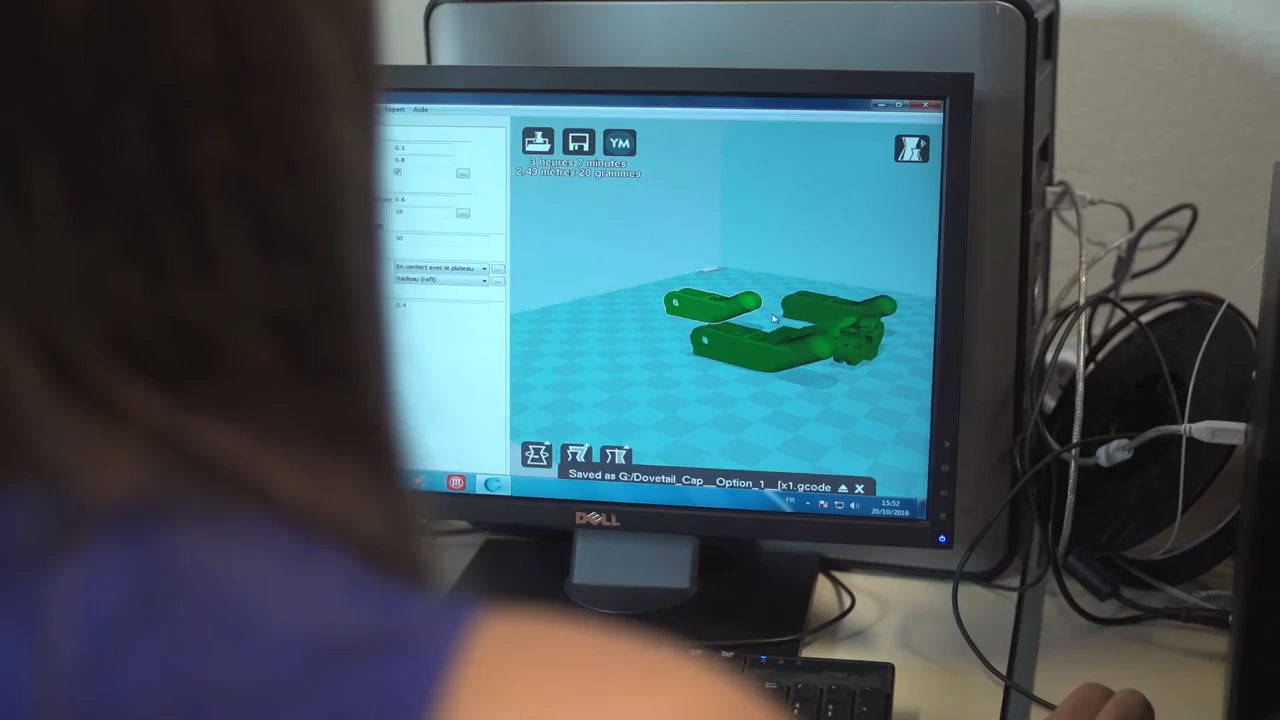 Expert Aide
0.1
0.8
0.6
35
50
En contact avec le plateau
Radeau (raft)
0.4
YM
3 heures 7 minutes
2.49 mètres 20 grammes
Saved as G:/Dovetail_Cap__Option_1__[x1.gcode
FR
15:52
20/10/2016
DELL